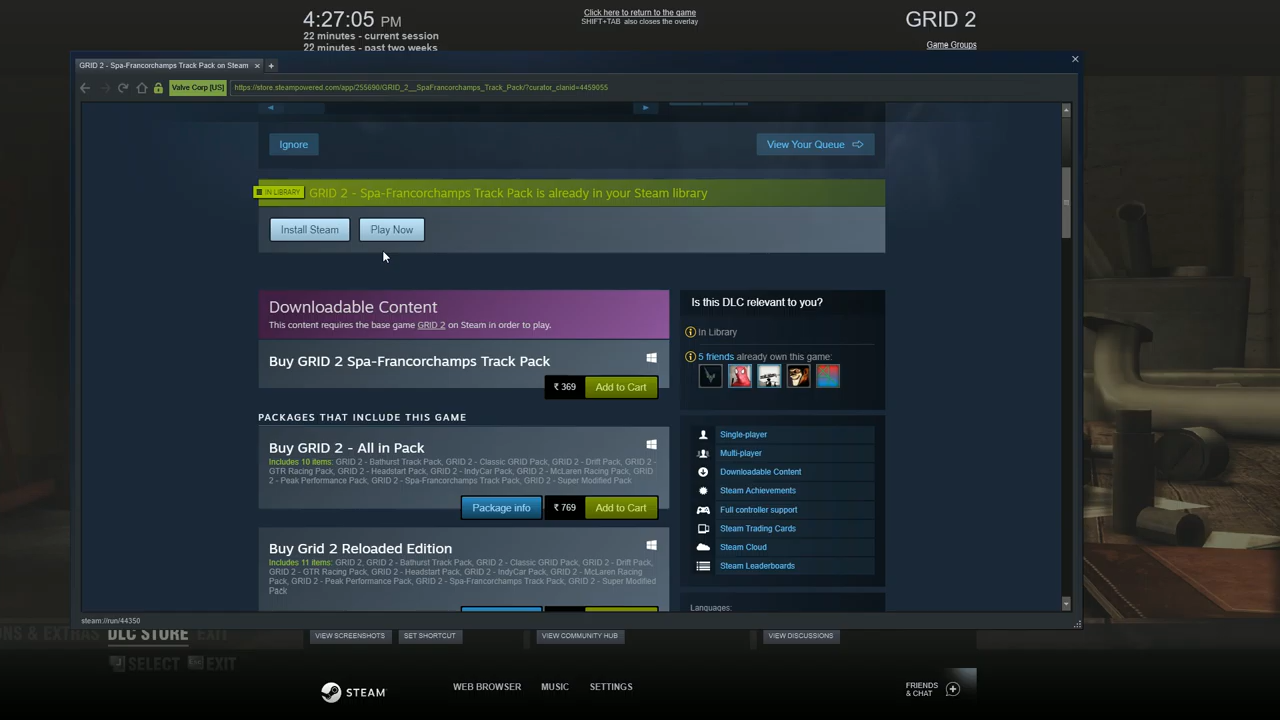 4:27:05 PM
22 minutes - current session
22 minutes - past two weeks
Click here to return to the game
SHIFT+TAB also closes the overlay
GRID 2
Game Groups
GRID 2 - Spa-Francorchamps Track Pack on Steam
Valve Corp [US]
https://store.steampowered.com/app/255690/GRID_2__SpaFrancorchamps_Track_Pack/?curator_clanid=4459055
Ignore
View Your Queue
IN LIBRARY
GRID 2 - Spa-Francorchamps Track Pack is already in your Steam library
Install Steam
Play Now
Downloadable Content
This content requires the base game GRID 2 on Steam in order to play.
Buy GRID 2 Spa-Francorchamps Track Pack
₹ 369
Add to Cart
PACKAGES THAT INCLUDE THIS GAME
Buy GRID 2 - All in Pack
Includes 10 items: GRID 2 - Bathurst Track Pack, GRID 2 - Classic GRID Pack, GRID 2 - Drift Pack, GRID 2 -
GTR Racing Pack, GRID 2 - Headstart Pack, GRID 2 - IndyCar Pack, GRID 2 - McLaren Racing Pack, GRID
2 - Peak Performance Pack, GRID 2 - Spa-Francorchamps Track Pack, GRID 2 - Super Modified Pack
Package info
₹ 769
Add to Cart
Buy Grid 2 Reloaded Edition
Includes 11 items: GRID 2, GRID 2 - Bathurst Track Pack, GRID 2 - Classic GRID Pack, GRID 2 - Drift Pack,
GRID 2 - GTR Racing Pack, GRID 2 - Headstart Pack, GRID 2 - IndyCar Pack, GRID 2 - McLaren Racing
Pack, GRID 2 - Peak Performance Pack, GRID 2 - Spa-Francorchamps Track Pack, GRID 2 - Super Modified
Pack
Is this DLC relevant to you?
In Library
5 friends already own this game:
Single-player
Multi-player
Downloadable Content
Steam Achievements
Full controller support
Steam Trading Cards
Steam Cloud
Steam Leaderboards
Languages:
steam://run/44350
NS & EXTRAS DLC STORE EXIT
VIEW SCREENSHOTS
SET SHORTCUT
VIEW COMMUNITY HUB
VIEW DISCUSSIONS
SELECT
EXIT
STEAM
WEB BROWSER
MUSIC
SETTINGS
FRIENDS
& CHAT